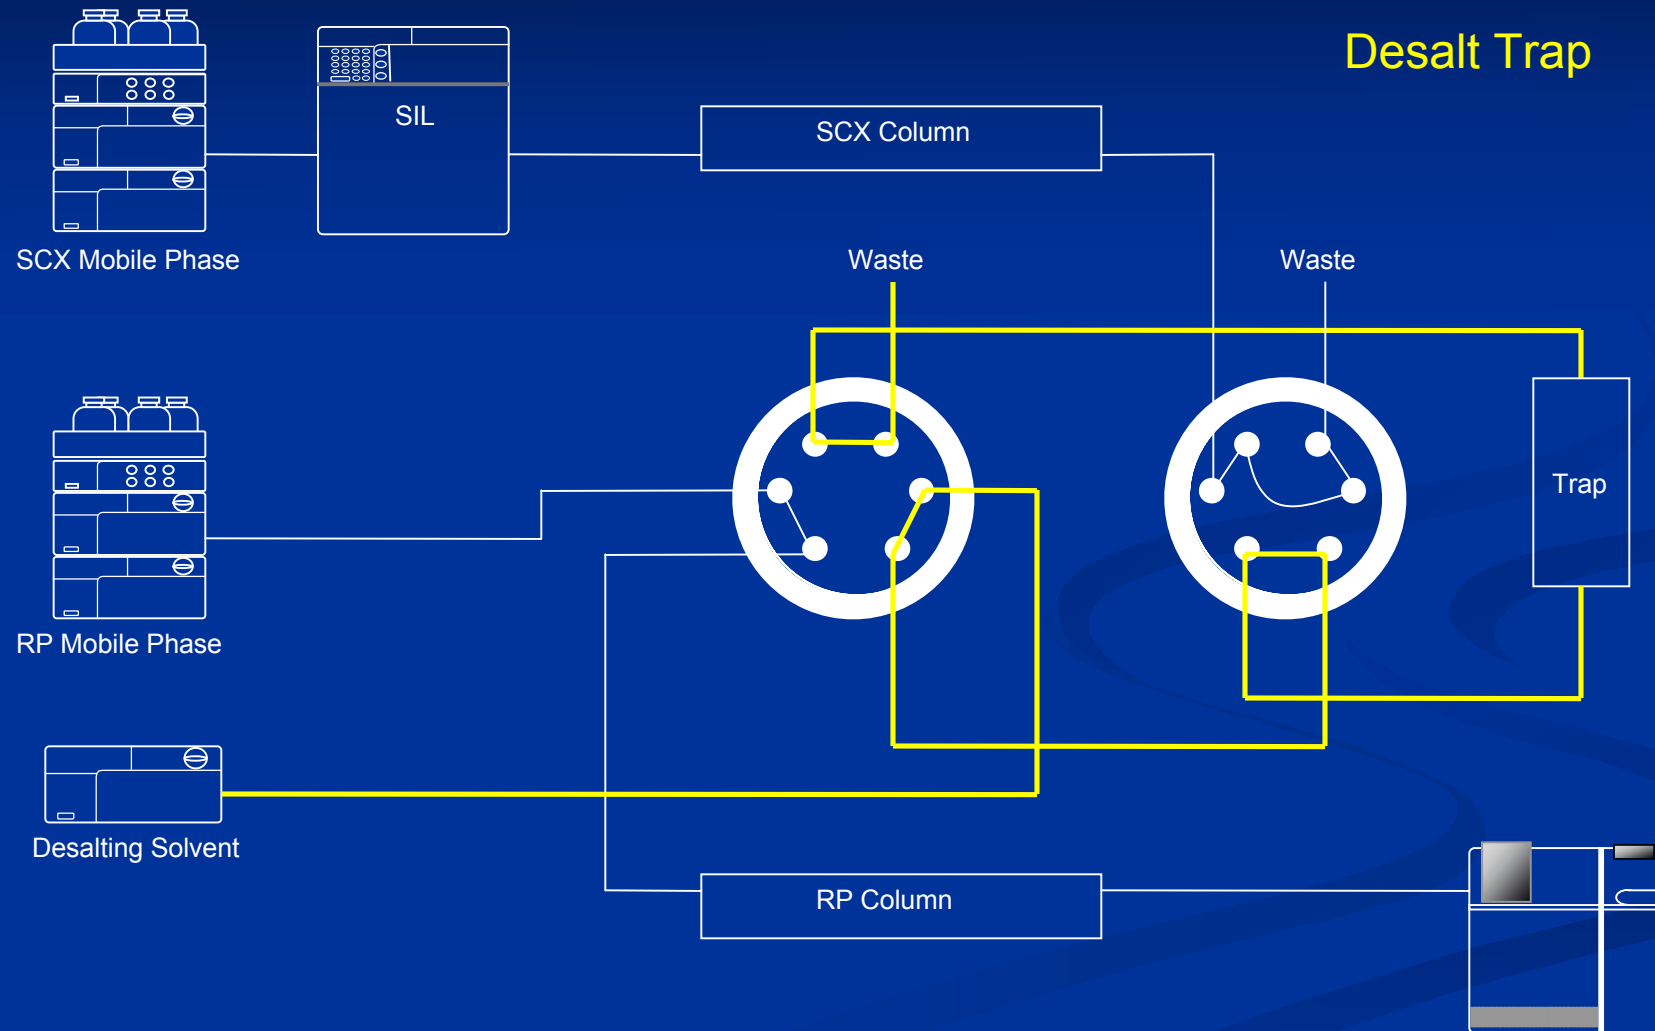 Desalt Trap
SIL
SCX Column
SCX Mobile Phase
Waste
Waste
Trap
RP Mobile Phase
Desalting Solvent
RP Column